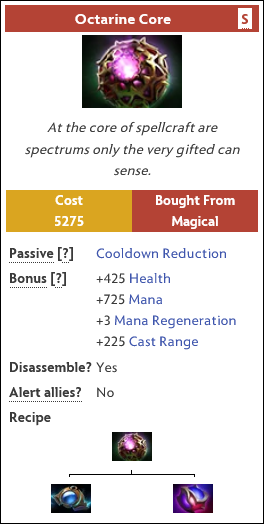 Octarine Core S
At the core of spellcraft are
spectrums only the very gifted can
sense.
Cost Bought From
5275 Magical
Passive [?] Cooldown Reduction
Bonus [?] +425 Health
+725 Mana
+3 Mana Regeneration
+225 Cast Range
Disassemble? Yes
Alert allies? No
Recipe